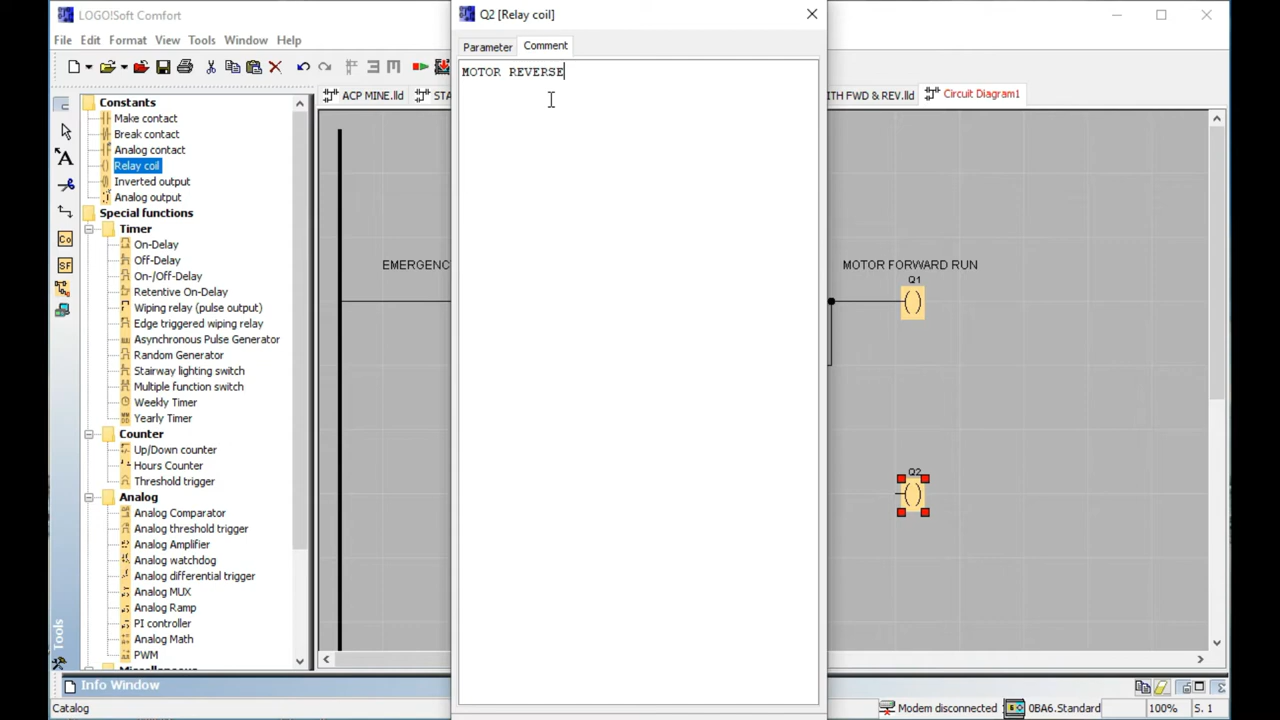 LOGO!Soft Comfort
File Edit Format View Tools Window Help
Q2 [Relay coil]
Parameter Comment
MOTOR REVERSE
ACP MINE.lld
STA
ITH FWD & REV.lld
Circuit Diagram1
Constants
Make contact
Break contact
Analog contact
Relay coil
Inverted output
Analog output
Special functions
Timer
On-Delay
Off-Delay
On-/Off-Delay
Retentive On-Delay
Wiping relay (pulse output)
Edge triggered wiping relay
Asynchronous Pulse Generator
Random Generator
Stairway lighting switch
Multiple function switch
Weekly Timer
Yearly Timer
Counter
Up/Down counter
Hours Counter
Threshold trigger
Analog
Analog Comparator
Analog threshold trigger
Analog Amplifier
Analog watchdog
Analog differential trigger
Analog MUX
Analog Ramp
PI controller
Analog Math
PWM
Miscellaneous
A
Co
SF
Tools
EMERGENC
MOTOR FORWARD RUN
Q1
Q2
Info Window
Catalog
Modem disconnected
0BA6.Standard
100%
S. 1